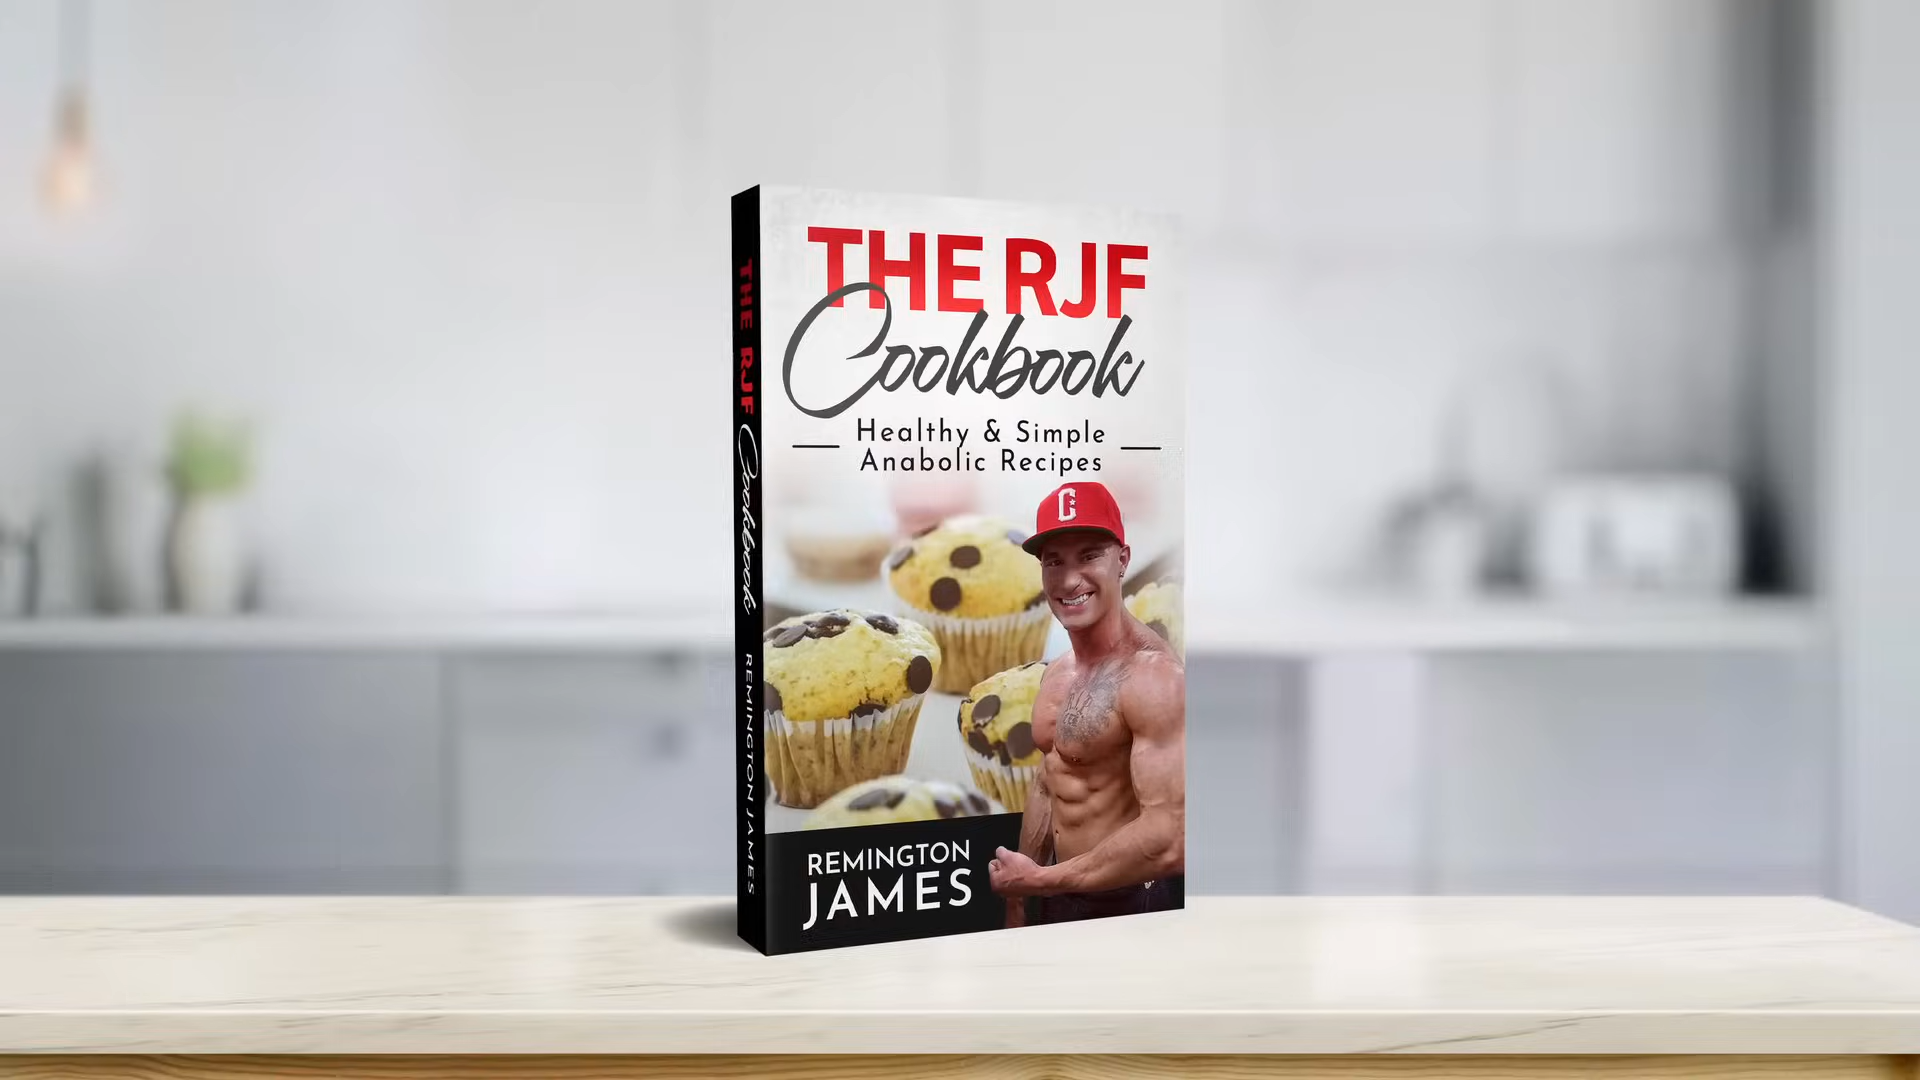 THE RJF
Cookbook
Healthy & Simple
Anabolic Recipes
C
REMINGTON
JAMES
THE RJF Cookbook REMINGTON JAMES